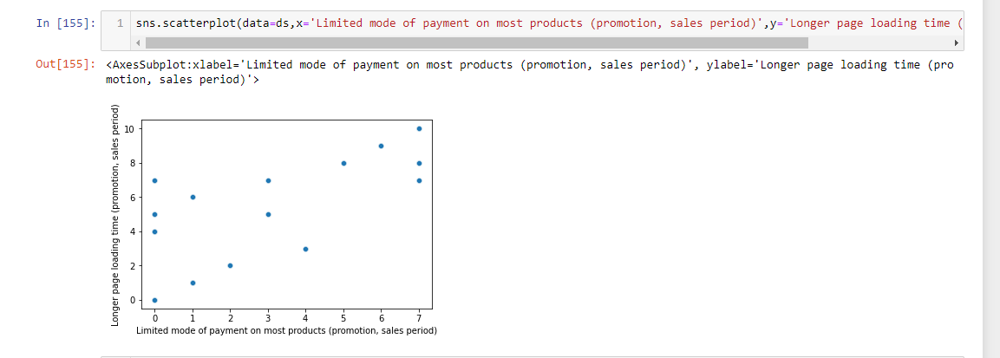 In [155]: 1 sns.scatterplot(data=ds,x='Limited mode of payment on most products (promotion, sales period)',y='Longer page loading time (
Out[155]: <AxesSubplot:xlabel='Limited mode of payment on most products (promotion, sales period)', ylabel='Longer page loading time (pro
motion, sales period)'>
Longer page loading time (promotion, sales period)
10
8
6
4
2
0
0 1 2 3 4 5 6 7
Limited mode of payment on most products (promotion, sales period)